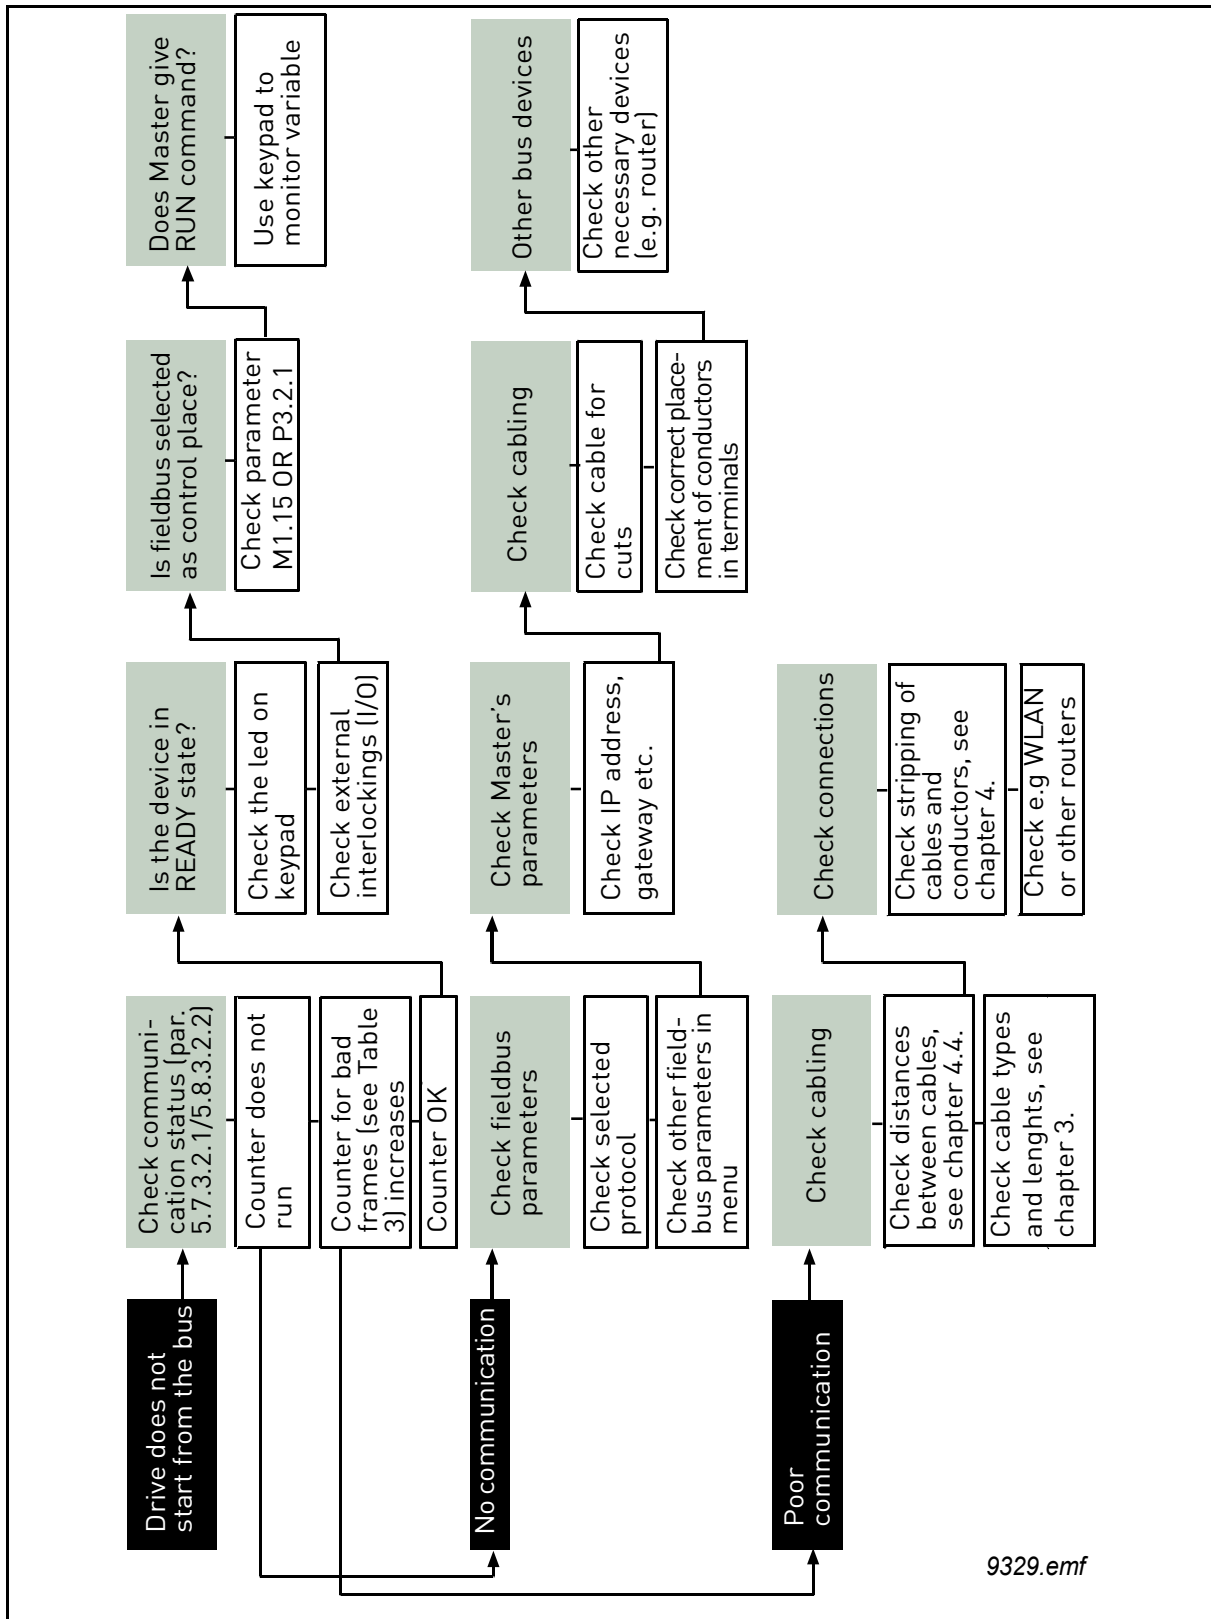 Drive does not
start from the bus
Check communi-
cation status (par.
5.7.3.2.1/5.8.3.2.2)
Counter does not
run
Counter for bad
frames (see Table
3) increases
Counter OK
Is the device in
READY state?
Check the led on
keypad
Check external
interlockings (I/O)
Is fieldbus selected
as control place?
Check parameter
M1.15 OR P3.2.1
Does Master give
RUN command?
Use keypad to
monitor variable
No communication
Check fieldbus
parameters
Check selected
protocol
Check other field-
bus parameters in
menu
Check Master's
parameters
Check IP address,
gateway etc.
Check cabling
Check cable for
cuts
Check correct place-
ment of conductors
in terminals
Other bus devices
Check other
necessary devices
(e.g. router)
Poor
communication
Check cabling
Check distances
between cables,
see chapter 4.4.
Check cable types
and lenghts, see
chapter 3.
Check connections
Check stripping of
cables and
conductors, see
chapter 4.
Check e.g WLAN
or other routers
9329.emf